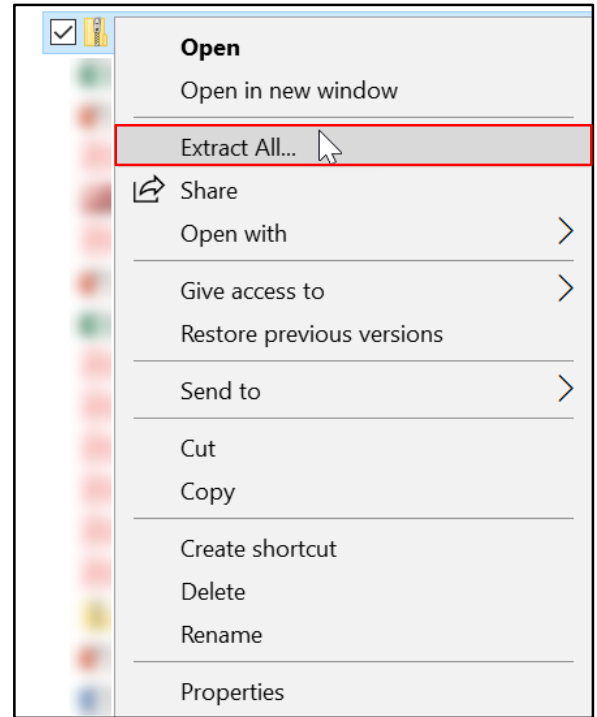 Open
Open in new window
Extract All...
Share
Open with
Give access to
Restore previous versions
Send to
Cut
Copy
Create shortcut
Delete
Rename
Properties